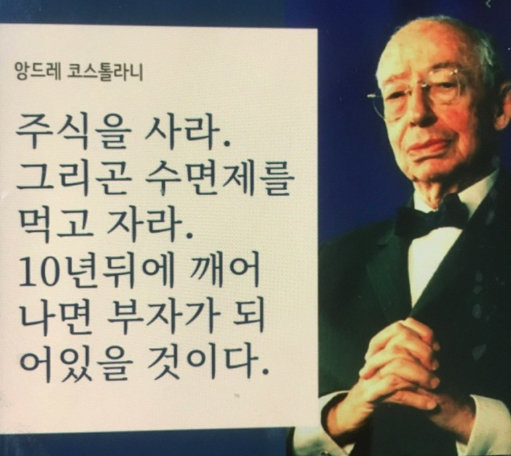 앙드레 코스톨라니
주식을 사라.
그리곤 수면제를
먹고 자라.
10년뒤에 깨어
나면 부자가 되
어있을 것이다.